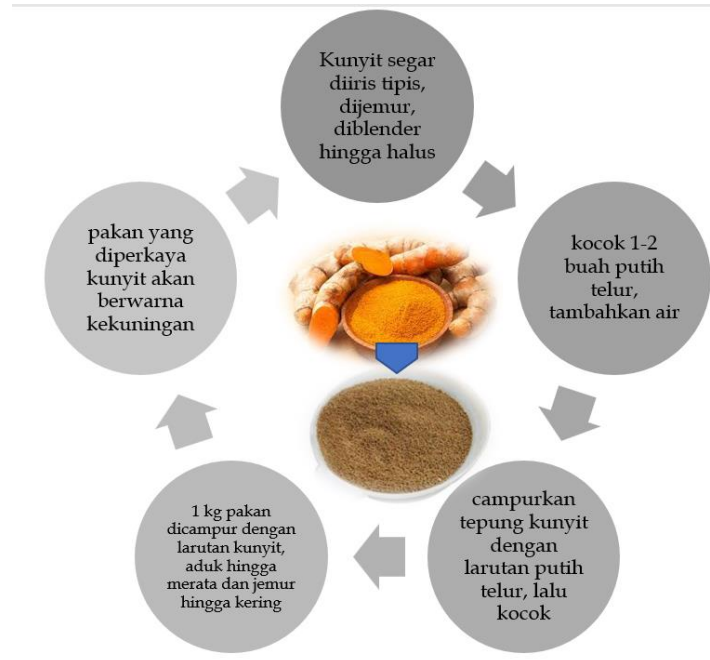 Kunyit segar
diiris tipis,
dijemur,
diblender
hingga halus
kocok 1-2
buah putih
telur,
tambahkan air
campurkan
tepung kunyit
dengan
larutan putih
telur, lalu
kocok
1 kg pakan
dicampur dengan
larutan kunyit,
aduk hingga
merata dan jemur
hingga kering
pakan yang
diperkaya
kunyit akan
berwarna
kekuningan